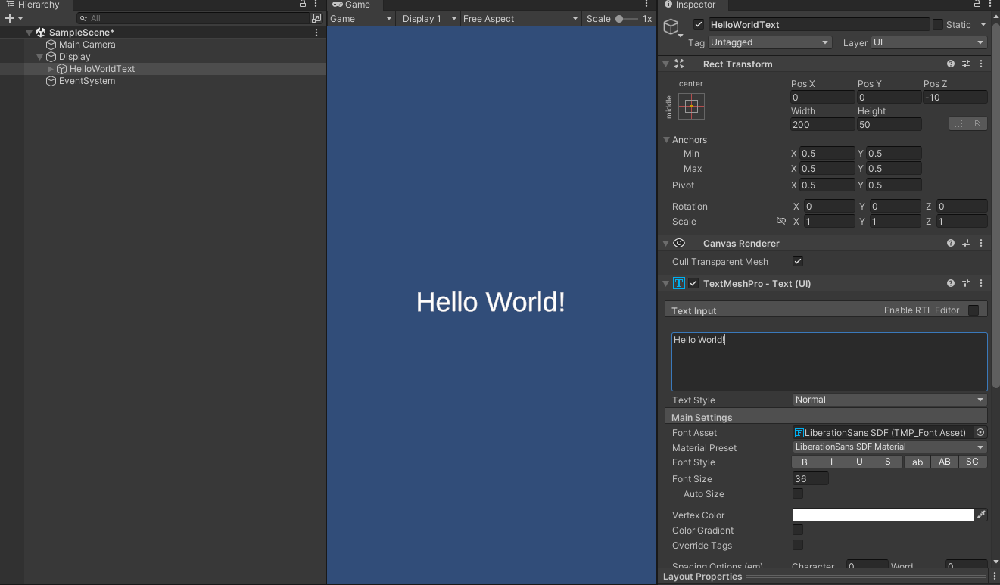 Hierarchy
All
SampleScene*
Main Camera
Display
HelloWorldText
EventSystem
Game
Game Display 1 Free Aspect Scale 1x
Hello World!
Inspector
HelloWorldText Static
Tag Untagged Layer UI
Rect Transform
center
middle
Pos X Pos Y Pos Z
0 0 -10
Width Height
200 50 R
Anchors
Min X 0.5 Y 0.5
Max X 0.5 Y 0.5
Pivot X 0.5 Y 0.5
Rotation X 0 Y 0 Z 0
Scale X 1 Y 1 Z 1
Canvas Renderer
Cull Transparent Mesh
T TextMeshPro - Text (UI)
Text Input Enable RTL Editor
Hello World!
Text Style Normal
Main Settings
Font Asset LiberationSans SDF (TMP_Font Asset)
Material Preset LiberationSans SDF Material
Font Style B I U S ab AB SC
Font Size 36
Auto Size
Vertex Color
Color Gradient
Override Tags
Spacing Options (em) Character 0 Word 0
Layout Properties